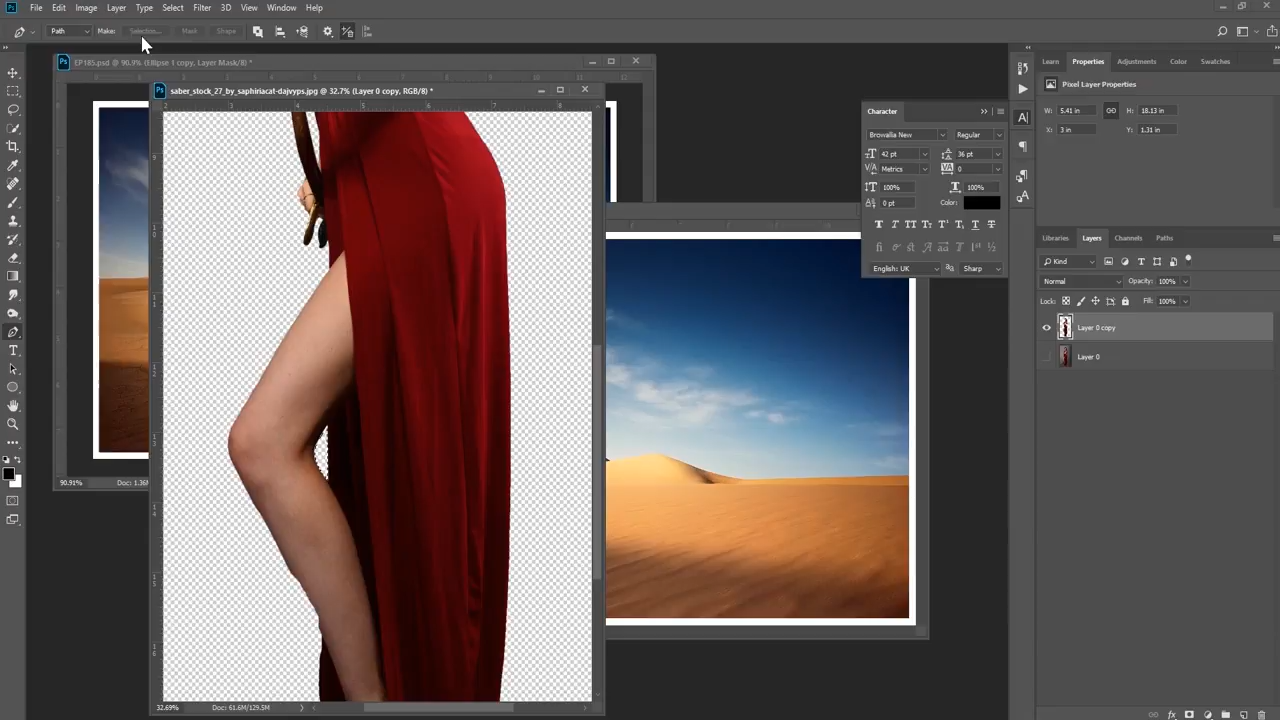 File Edit Image Layer Type Select Filter 3D View Window Help
Path Make: Selection... Mask Shape
EP185.psd @ 90.9% (Ellipse 1 copy, Layer Mask/8) *
saber_stock_27_by_saphiriacat-dajvyps.jpg @ 32.7% (Layer 0 copy, RGB/8) *
Learn Properties Adjustments Color Swatches
Pixel Layer Properties
W: 5.41 in H: 18.13 in
X: 3 in Y: 1.31 in
Character
Browallia New Regular
42 pt 36 pt
Metrics 0
100% 100%
0 pt Color:
English: UK Sharp
Libraries Layers Channels Paths
Kind
Normal Opacity: 100%
Lock: Fill: 100%
Layer 0 copy
Layer 0
90.91% Doc: 1.36M
32.69% Doc: 61.6M/129.5M